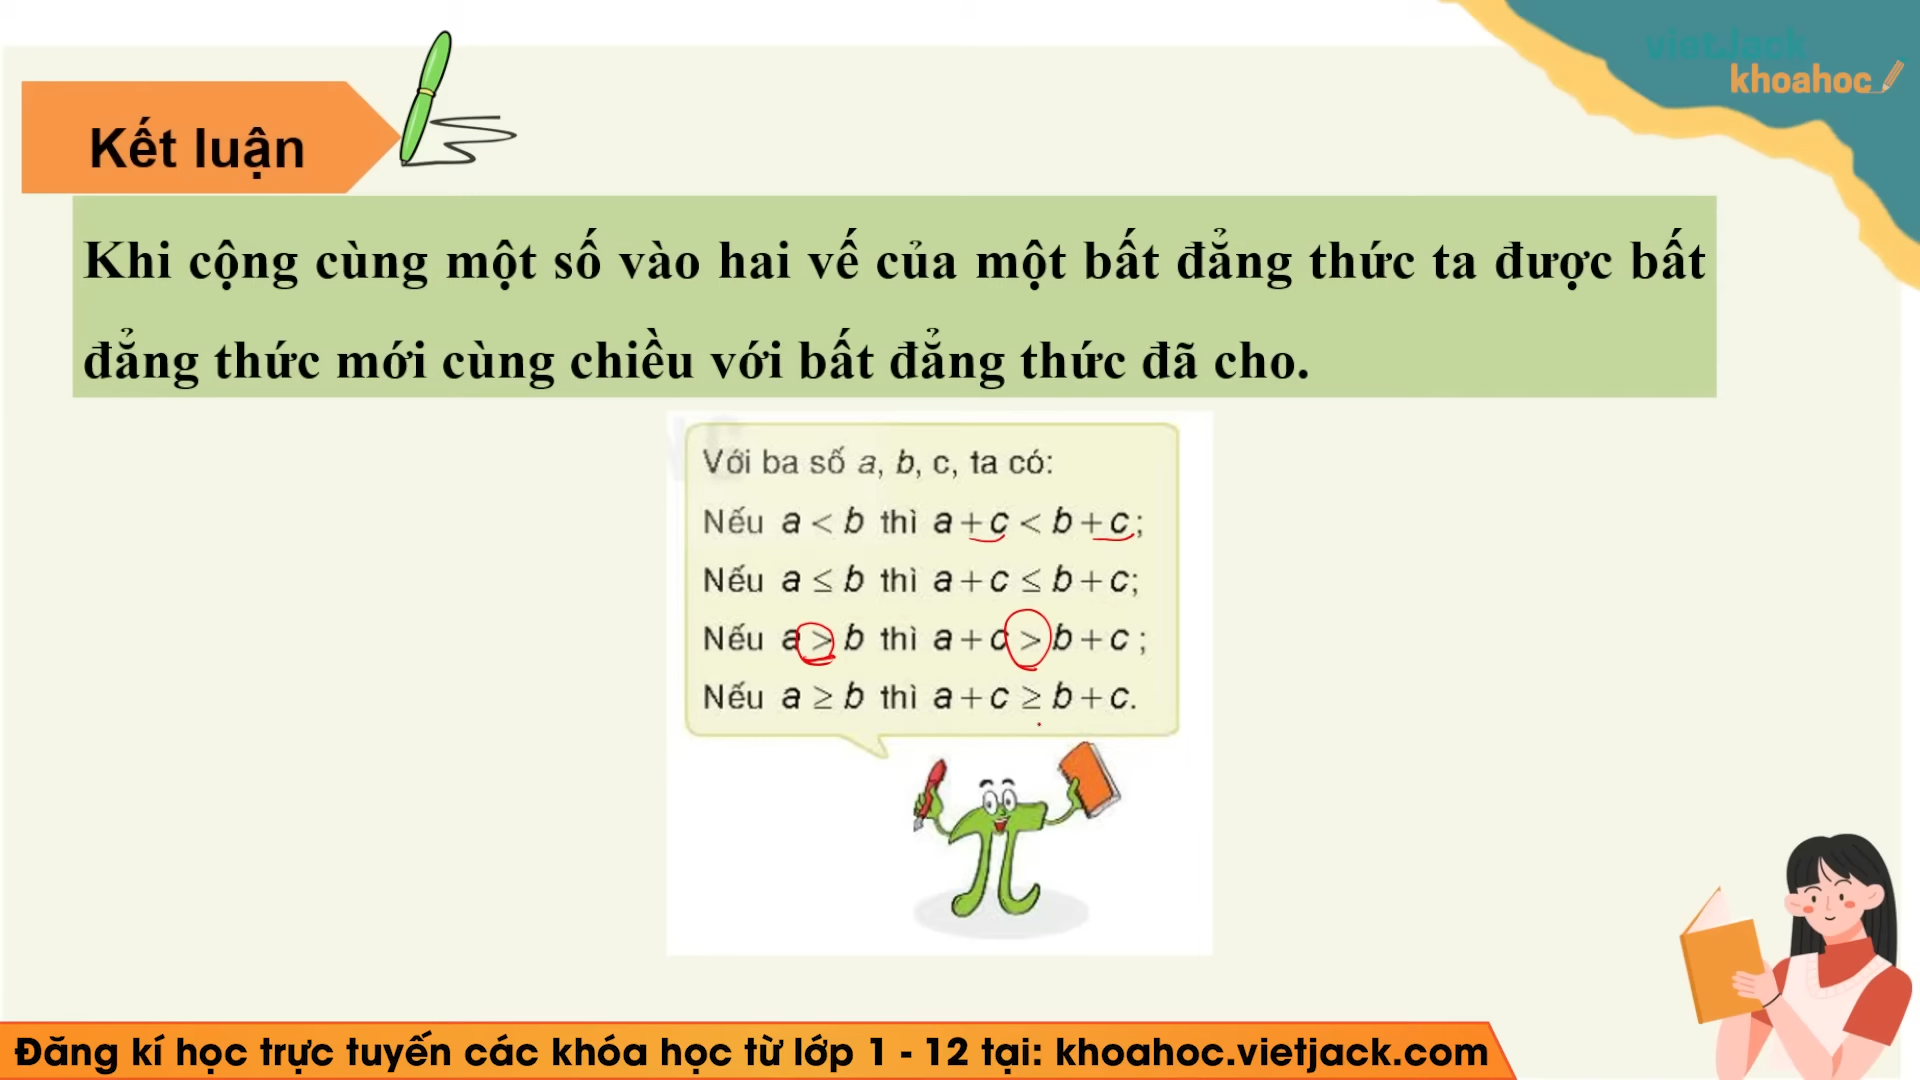 vietJack
khoahoc
Kết luận
Khi cộng cùng một số vào hai vế của một bất đẳng thức ta được bất
đẳng thức mới cùng chiều với bất đẳng thức đã cho.
Với ba số a, b, c, ta có:
Nếu a < b thì a + c < b + c;
Nếu a ≤ b thì a + c ≤ b + c;
Nếu a > b thì a + c > b + c ;
Nếu a ≥ b thì a + c ≥ b + c.
Đăng kí học trực tuyến các khóa học từ lớp 1 - 12 tại: khoahoc.vietjack.com